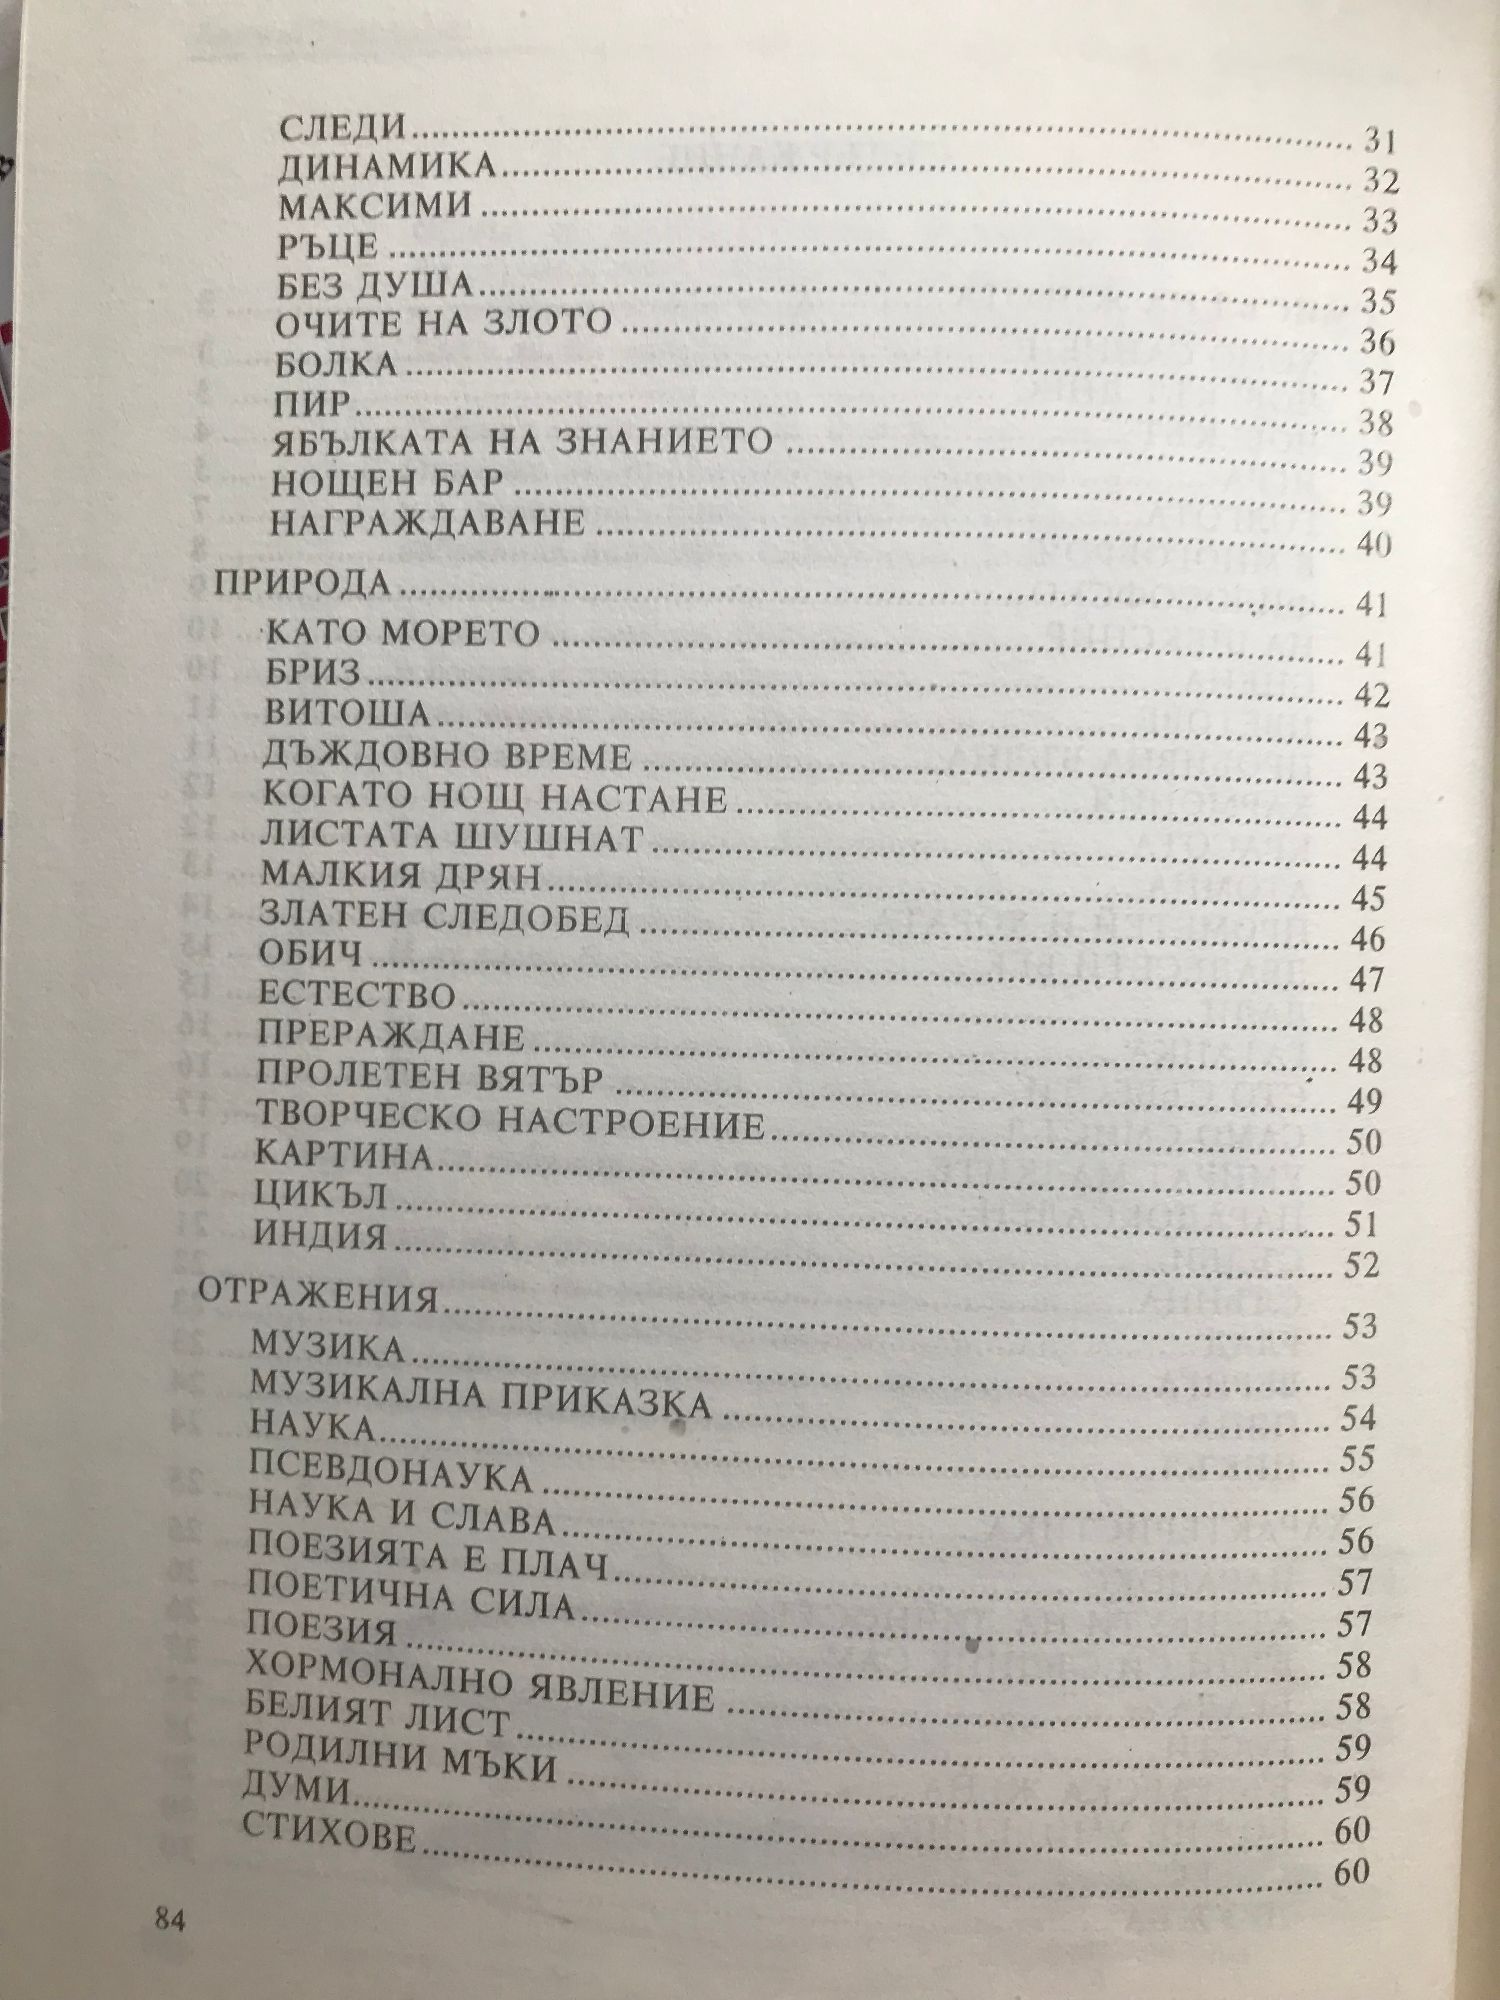 СЛЕДИ ........ 31
ДИНАМИКА ........ 32
МАКСИМИ ........ 33
РЪЦЕ ........ 34
БЕЗ ДУША ........ 35
ОЧИТЕ НА ЗЛОТО ........ 36
БОЛКА ........ 37
ПИР ........ 38
ЯБЪЛКАТА НА ЗНАНИЕТО ........ 39
НОЩЕН БАР ........ 39
НАГРАЖДАВАНЕ ........ 40
ПРИРОДА ........ 41
КАТО МОРЕТО ........ 41
БРИЗ ........ 42
ВИТОША ........ 43
ДЪЖДОВНО ВРЕМЕ ........ 43
КОГАТО НОЩ НАСТАНЕ ........ 44
ЛИСТАТА ШУШНАТ ........ 44
МАЛКИЯ ДРЯН ........ 45
ЗЛАТЕН СЛЕДОБЕД ........ 46
ОБИЧ ........ 47
ЕСТЕСТВО ........ 48
ПРЕРАЖДАНЕ ........ 48
ПРОЛЕТЕН ВЯТЪР ........ 49
ТВОРЧЕСКО НАСТРОЕНИЕ ........ 50
КАРТИНА ........ 50
ЦИКЪЛ ........ 51
ИНДИЯ ........ 52
ОТРАЖЕНИЯ ........ 53
МУЗИКА ........ 53
МУЗИКАЛНА ПРИКАЗКА ........ 54
НАУКА ........ 55
ПСЕВДОНАУКА ........ 56
НАУКА И СЛАВА ........ 56
ПОЕЗИЯТА Е ПЛАЧ ........ 57
ПОЕТИЧНА СИЛА ........ 57
ПОЕЗИЯ ........ 58
ХОРМОНАЛНО ЯВЛЕНИЕ ........ 58
БЕЛИЯТ ЛИСТ ........ 59
РОДИЛНИ МЪКИ ........ 59
ДУМИ ........ 60
СТИХОВЕ ........ 60
84